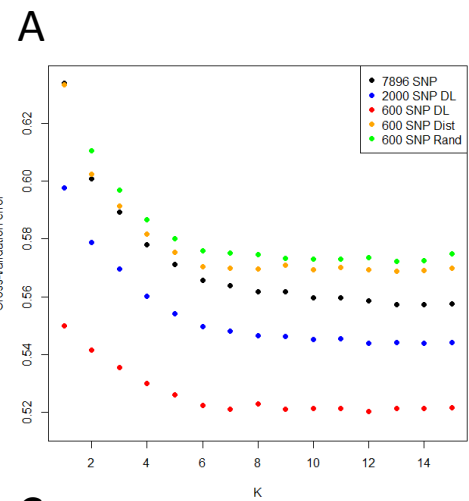 A
7896 SNP
2000 SNP DL
600 SNP DL
600 SNP Dist
600 SNP Rand
0.62
0.60
0.58
0.56
0.54
0.52
2 4 6 8 10 12 14
K